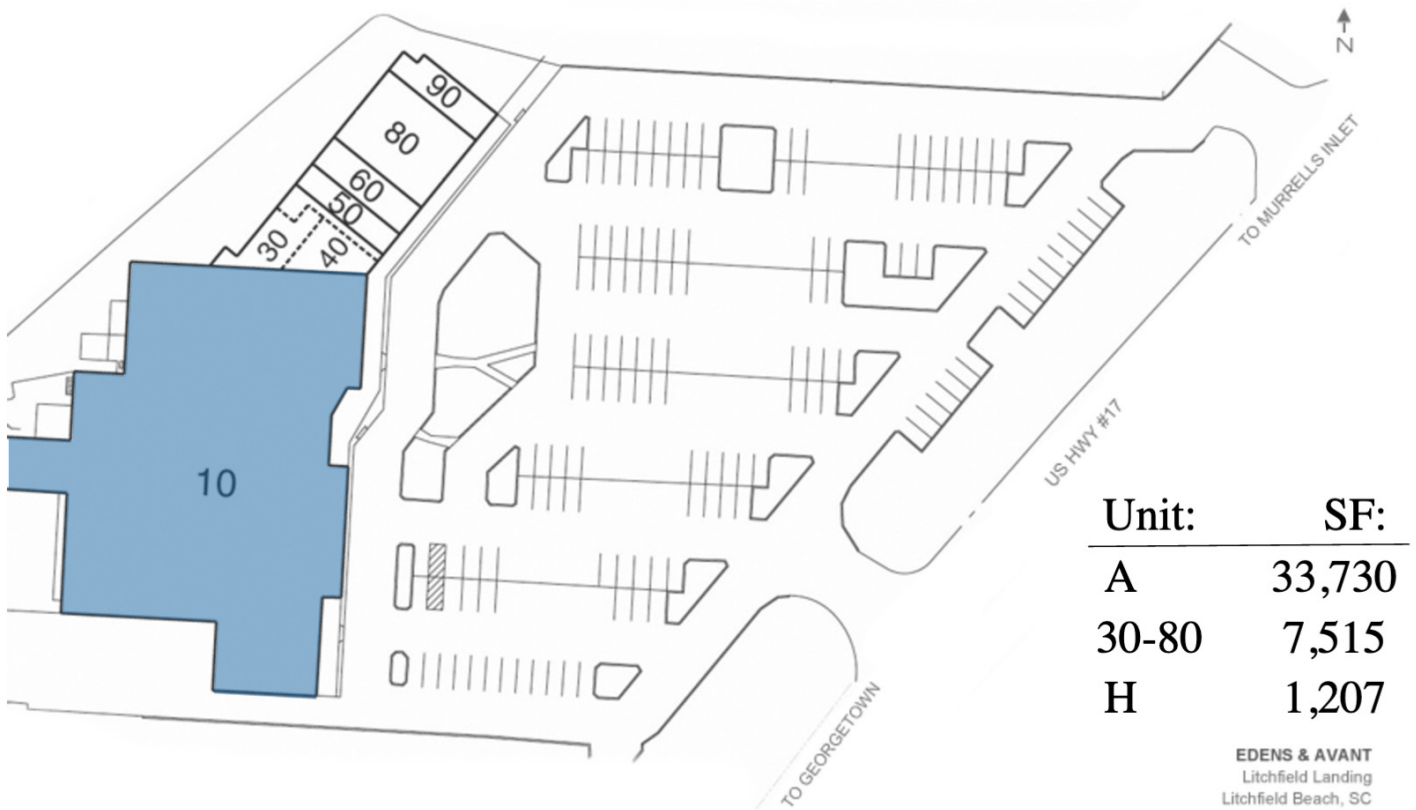 N
90
80
60
50
30
40
10
TO MURRELLS INLET
US HWY #17
TO GEORGETOWN
Unit: SF:
A 33,730
30-80 7,515
H 1,207
EDENS & AVANT
Litchfield Landing
Litchfield Beach, SC